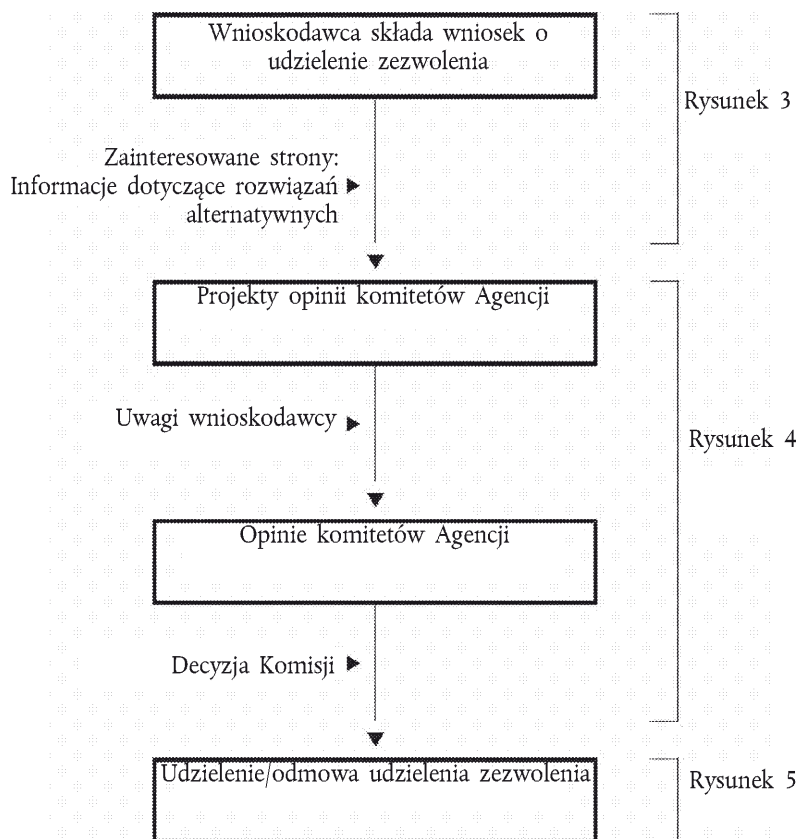 Wnioskodawca składa wniosek o
udzielenie zezwolenia
Rysunek 3
Zainteresowane strony:
Informacje dotyczące rozwiązań
alternatywnych
Projekty opinii komitetów Agencji
Uwagi wnioskodawcy
Rysunek 4
Opinie komitetów Agencji
Decyzja Komisji
Udzielenie/odmowa udzielenia zezwolenia
Rysunek 5